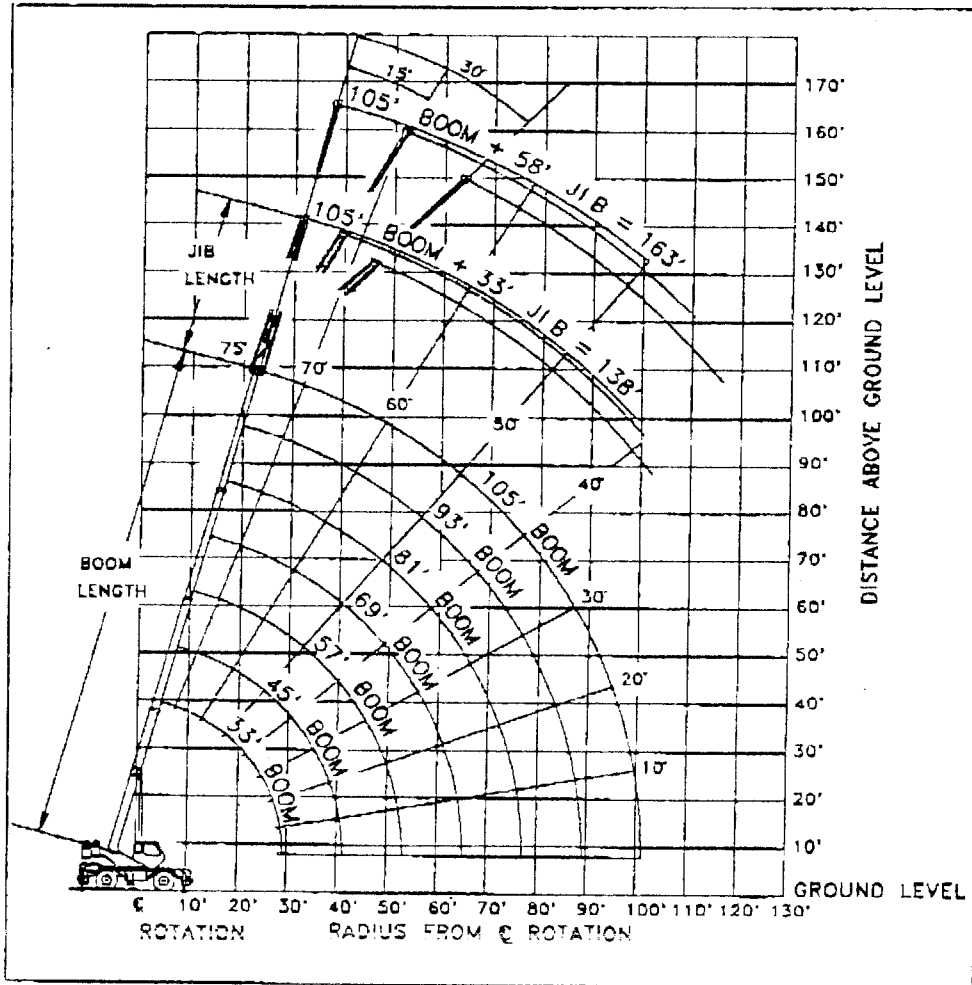 15°
30°
170'
160'
150'
140'
130'
120'
110'
100'
90'
80'
70'
60'
50'
40'
30'
20'
10'
GROUND LEVEL
DISTANCE ABOVE GROUND LEVEL
105' BOOM + 58' JIB = 163'
105' BOOM + 33' JIB = 138'
JIB
LENGTH
75°
70°
60°
50°
40°
30°
20°
10°
105' BOOM
93' BOOM
81' BOOM
69' BOOM
57' BOOM
45' BOOM
33' BOOM
BOOM
LENGTH
℄ 10' 20' 30' 40' 50' 60' 70' 80' 90' 100' 110' 120' 130'
ROTATION RADIUS FROM ℄ ROTATION